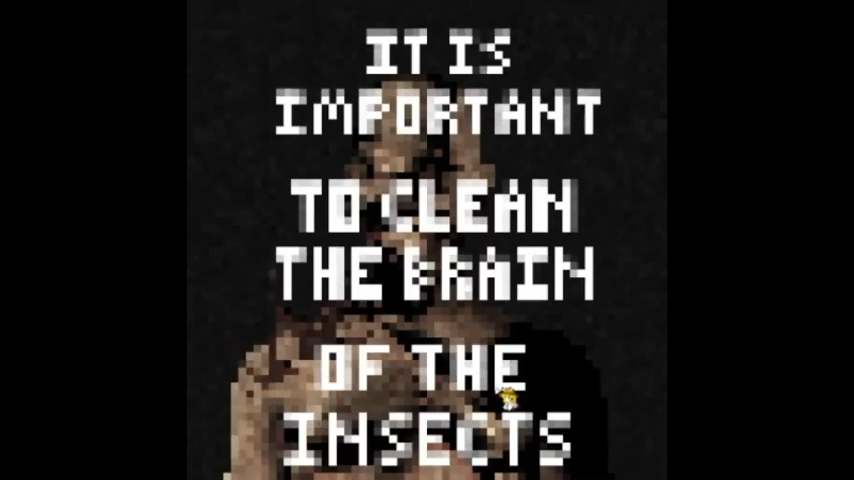 IT IS
IMPORTANT
TO CLEAN
THE BRAIN
OF THE
INSECTS